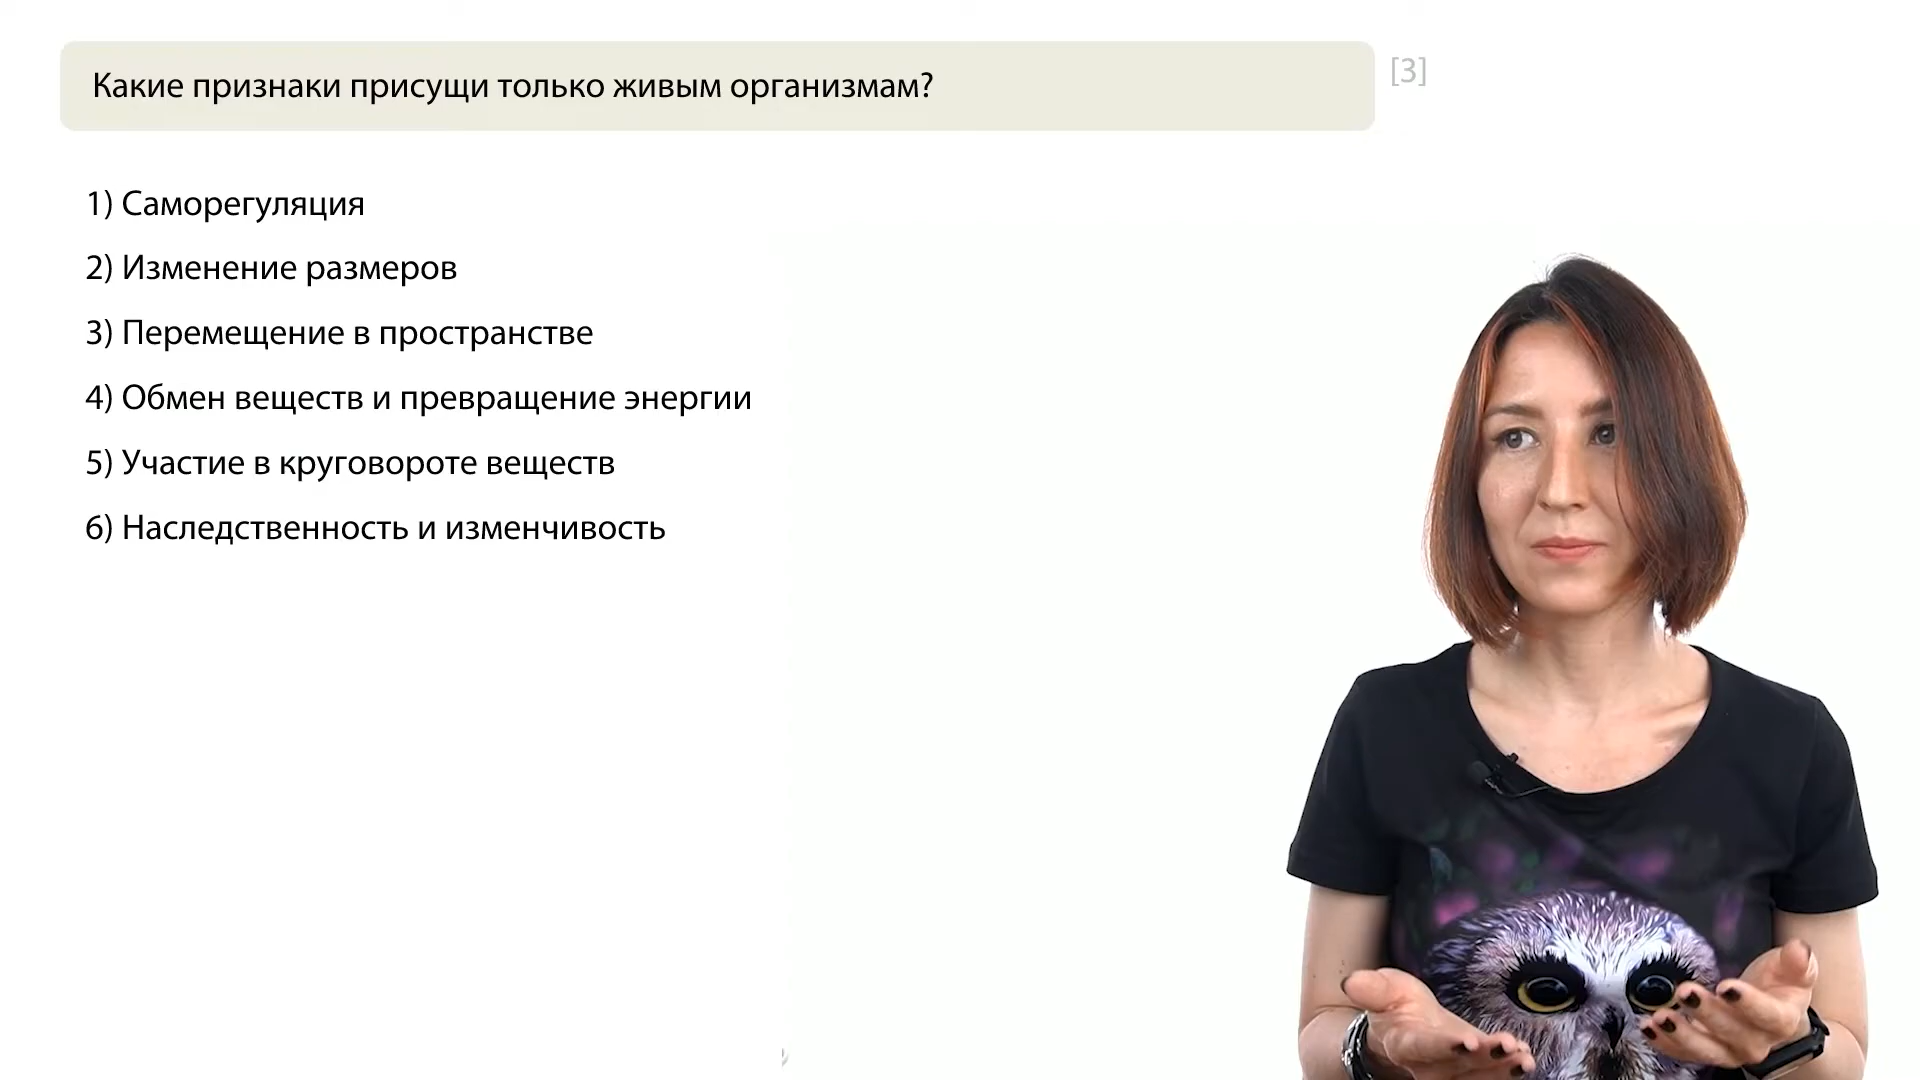 Какие признаки присущи только живым организмам?
[3]
1) Саморегуляция
2) Изменение размеров
3) Перемещение в пространстве
4) Обмен веществ и превращение энергии
5) Участие в круговороте веществ
6) Наследственность и изменчивость